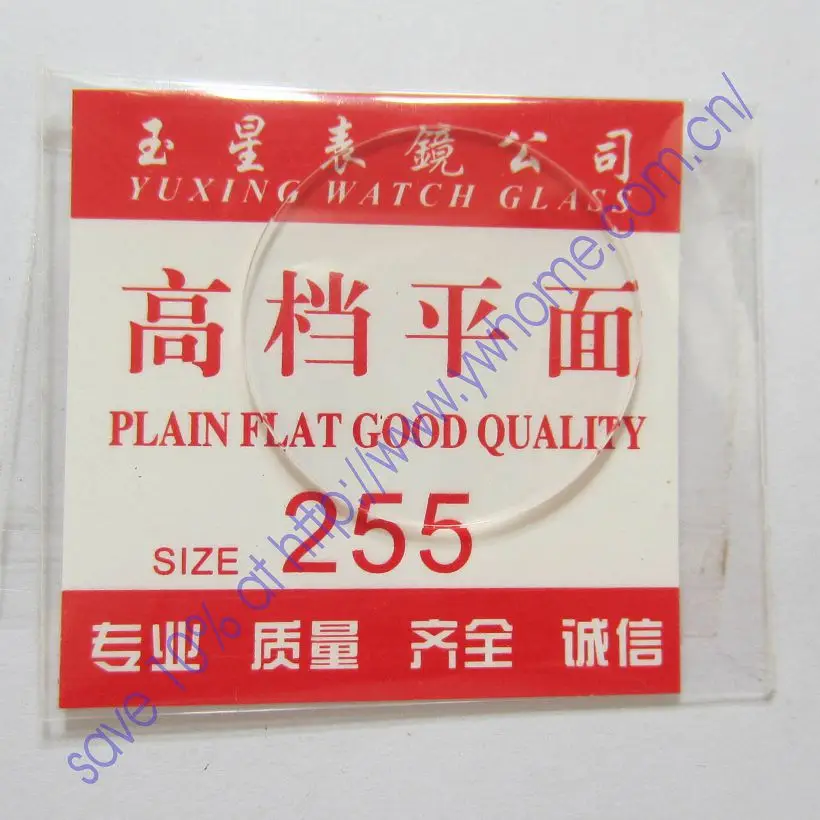 玉星表鏡公司
YUXING WATCH GLASS
高档平面
PLAIN FLAT GOOD QUALITY
SIZE 255
专业 质量 齐全 诚信
save 10% at http://www.ywhome.com.cn/